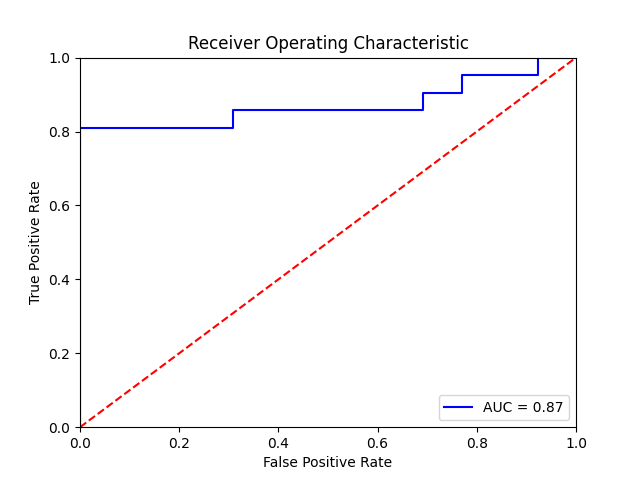 Receiver Operating Characteristic
1.0
0.8
0.6
0.4
0.2
0.0
True Positive Rate
AUC = 0.87
0.0 0.2 0.4 0.6 0.8 1.0
False Positive Rate